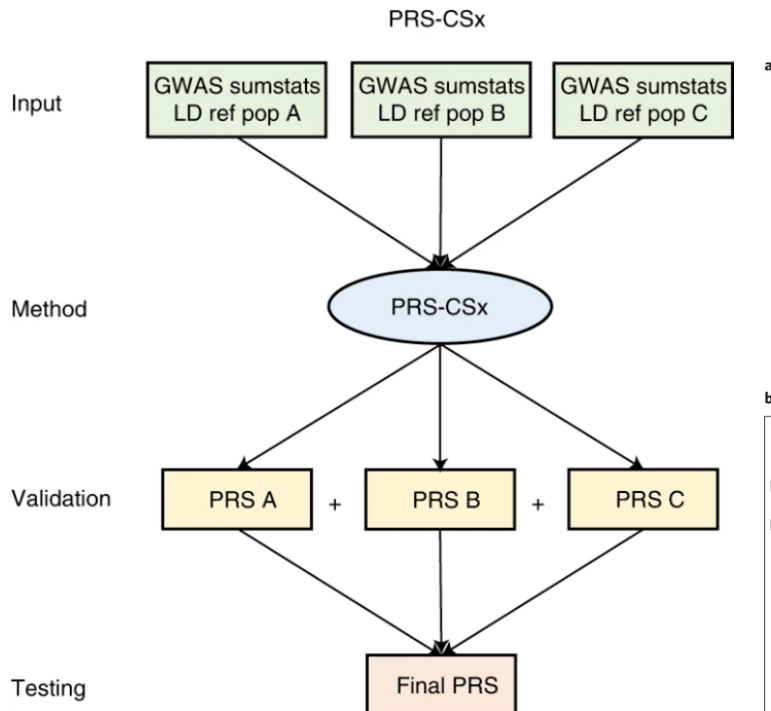 PRS-CSx
a
Input
GWAS sumstats
LD ref pop A
GWAS sumstats
LD ref pop B
GWAS sumstats
LD ref pop C
Method
PRS-CSx
b
Validation
PRS A
+
PRS B
+
PRS C
Testing
Final PRS